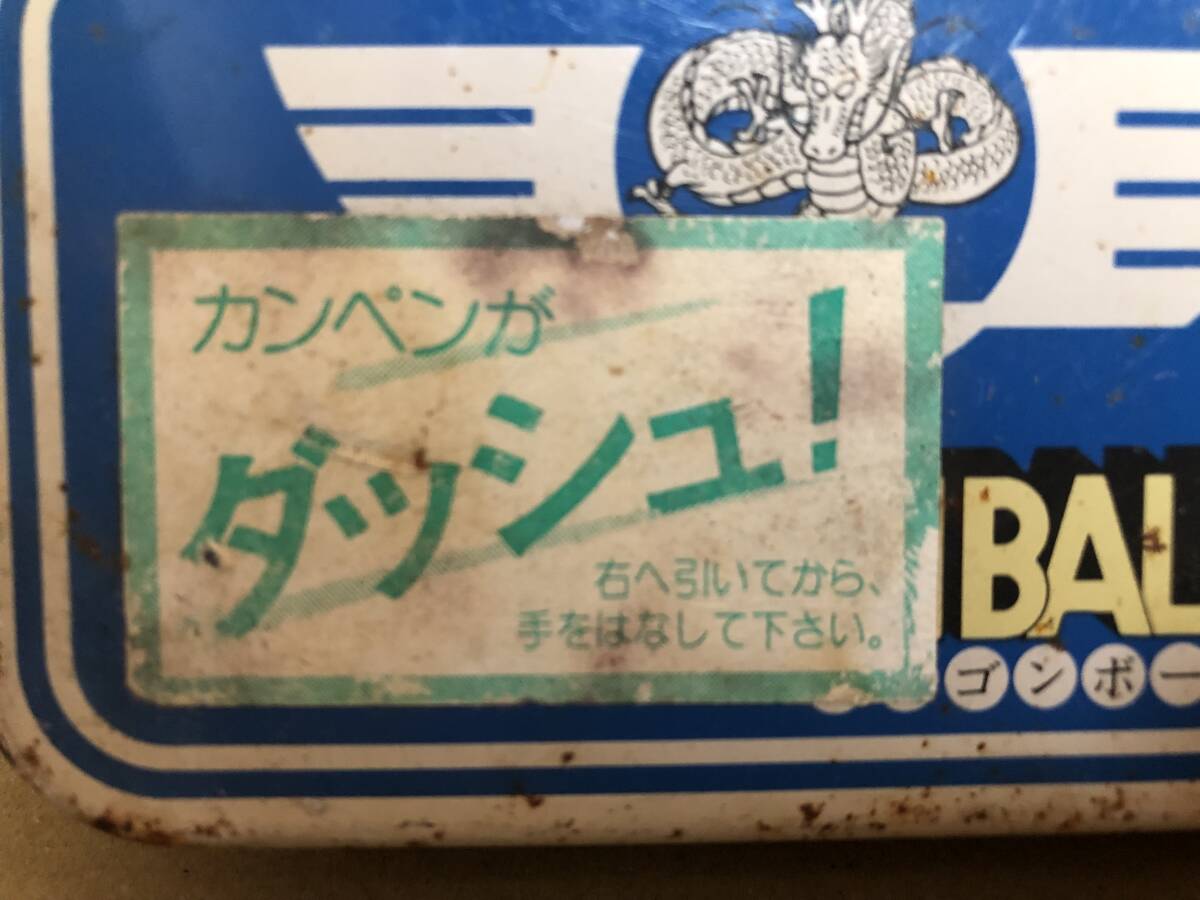 カンペンが
ダッシュ!
右へ引いてから、
手をはなして下さい。
BAL
ゴンボー